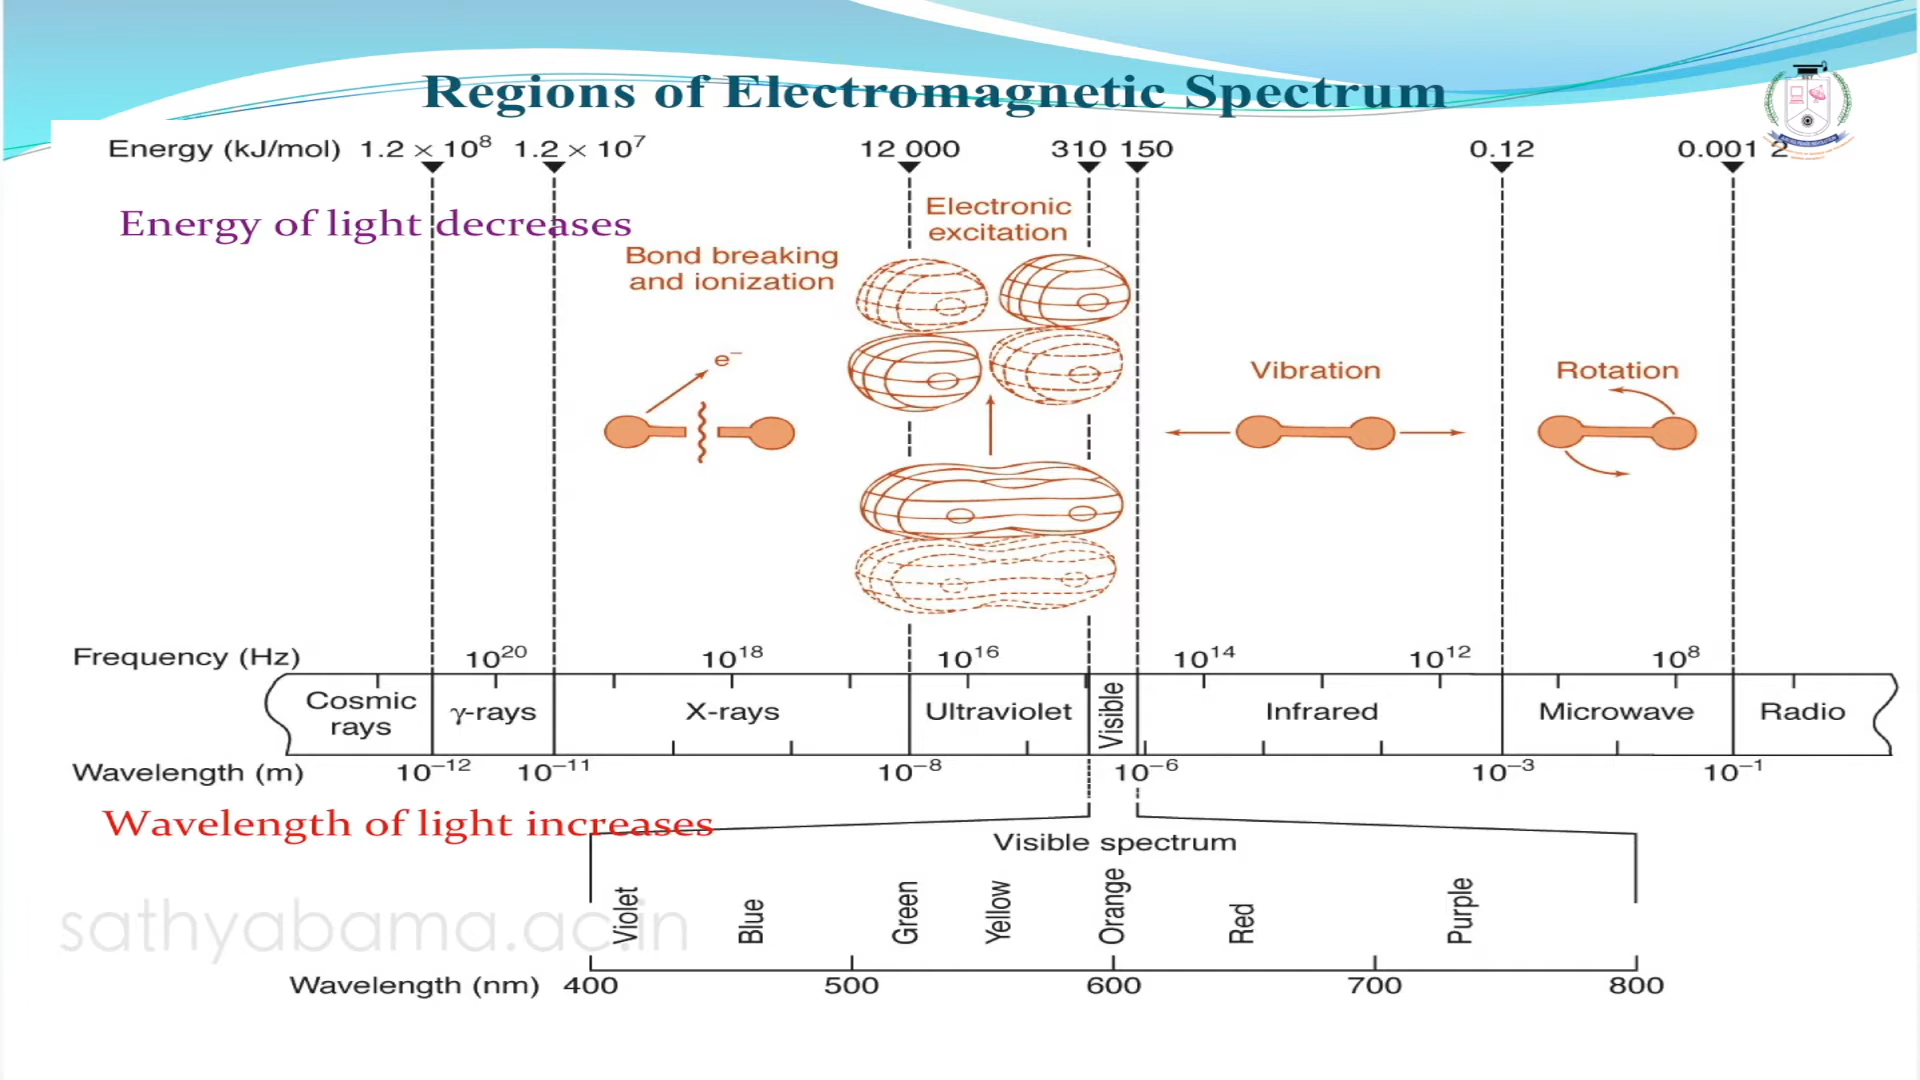 Regions of Electromagnetic Spectrum
Energy (kJ/mol) 1.2 × 10⁸ 1.2 × 10⁷ 12 000 310 150 0.12 0.001 2
Energy of light decreases
Electronic
excitation
Bond breaking
and ionization
e⁻
Vibration
Rotation
Frequency (Hz) 10²⁰ 10¹⁸ 10¹⁶ 10¹⁴ 10¹² 10⁸
Cosmic
rays
γ-rays
X-rays
Ultraviolet
Visible
Infrared
Microwave
Radio
Wavelength (m) 10⁻¹² 10⁻¹¹ 10⁻⁸ 10⁻⁶ 10⁻³ 10⁻¹
Wavelength of light increases
Visible spectrum
Violet
Blue
Green
Yellow
Orange
Red
Purple
sathyabama.ac.in
Wavelength (nm) 400 500 600 700 800